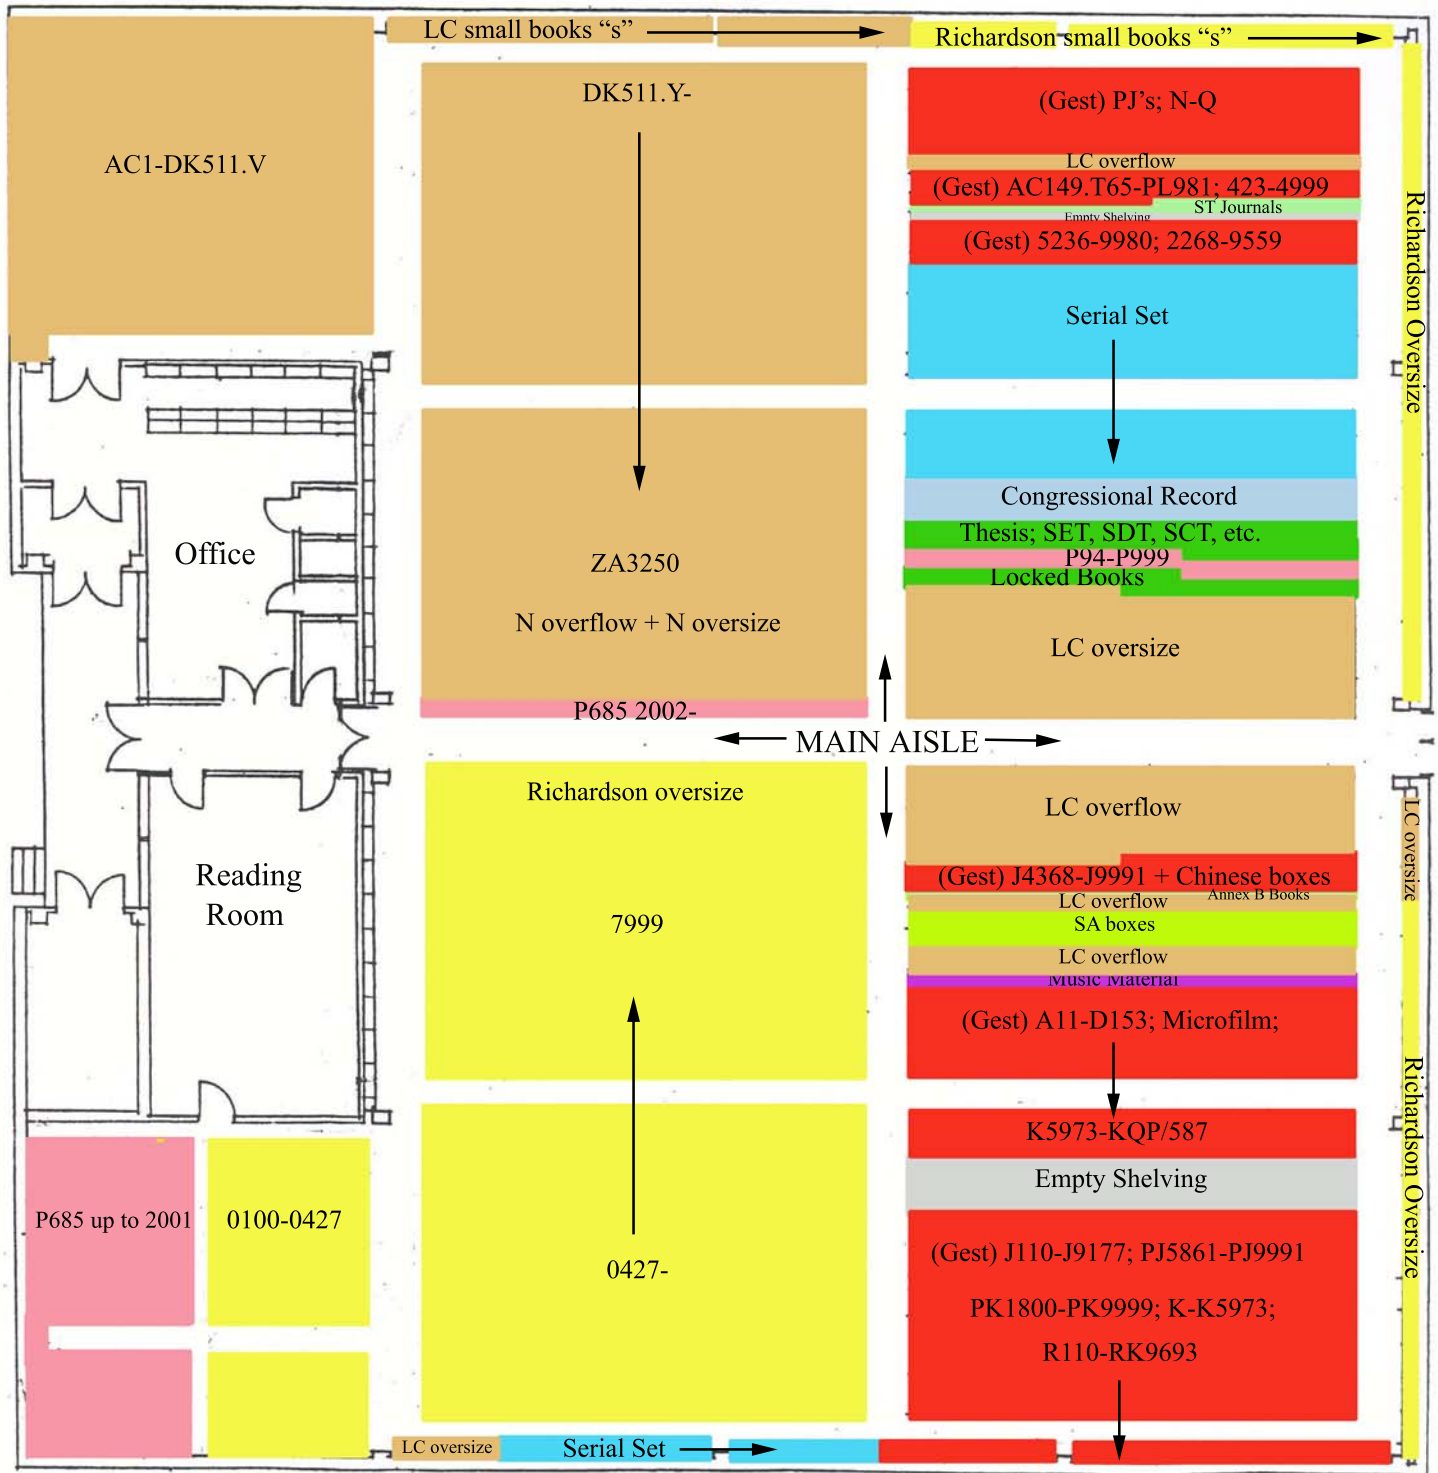 LC small books “s”
Richardson small books “s”
AC1-DK511.V
DK511.Y-
(Gest) PJ’s; N-Q
LC overflow
(Gest) AC149.T65-PL981; 423-4999
ST Journals
Empty Shelving
(Gest) 5236-9980; 2268-9559
Serial Set
Richardson Oversize
Congressional Record
Thesis; SET, SDT, SCT, etc.
P94-P999
Locked Books
LC oversize
Office
ZA3250
N overflow + N oversize
P685 2002-
MAIN AISLE
Richardson oversize
7999
0427-
Reading
Room
LC overflow
(Gest) J4368-J9991 + Chinese boxes
Annex B Books
LC overflow
SA boxes
LC overflow
Music Material
(Gest) A11-D153; Microfilm;
LC oversize
K5973-KQP/587
Empty Shelving
(Gest) J110-J9177; PJ5861-PJ9991
PK1800-PK9999; K-K5973;
R110-RK9693
Richardson Oversize
P685 up to 2001
0100-0427
LC oversize
Serial Set